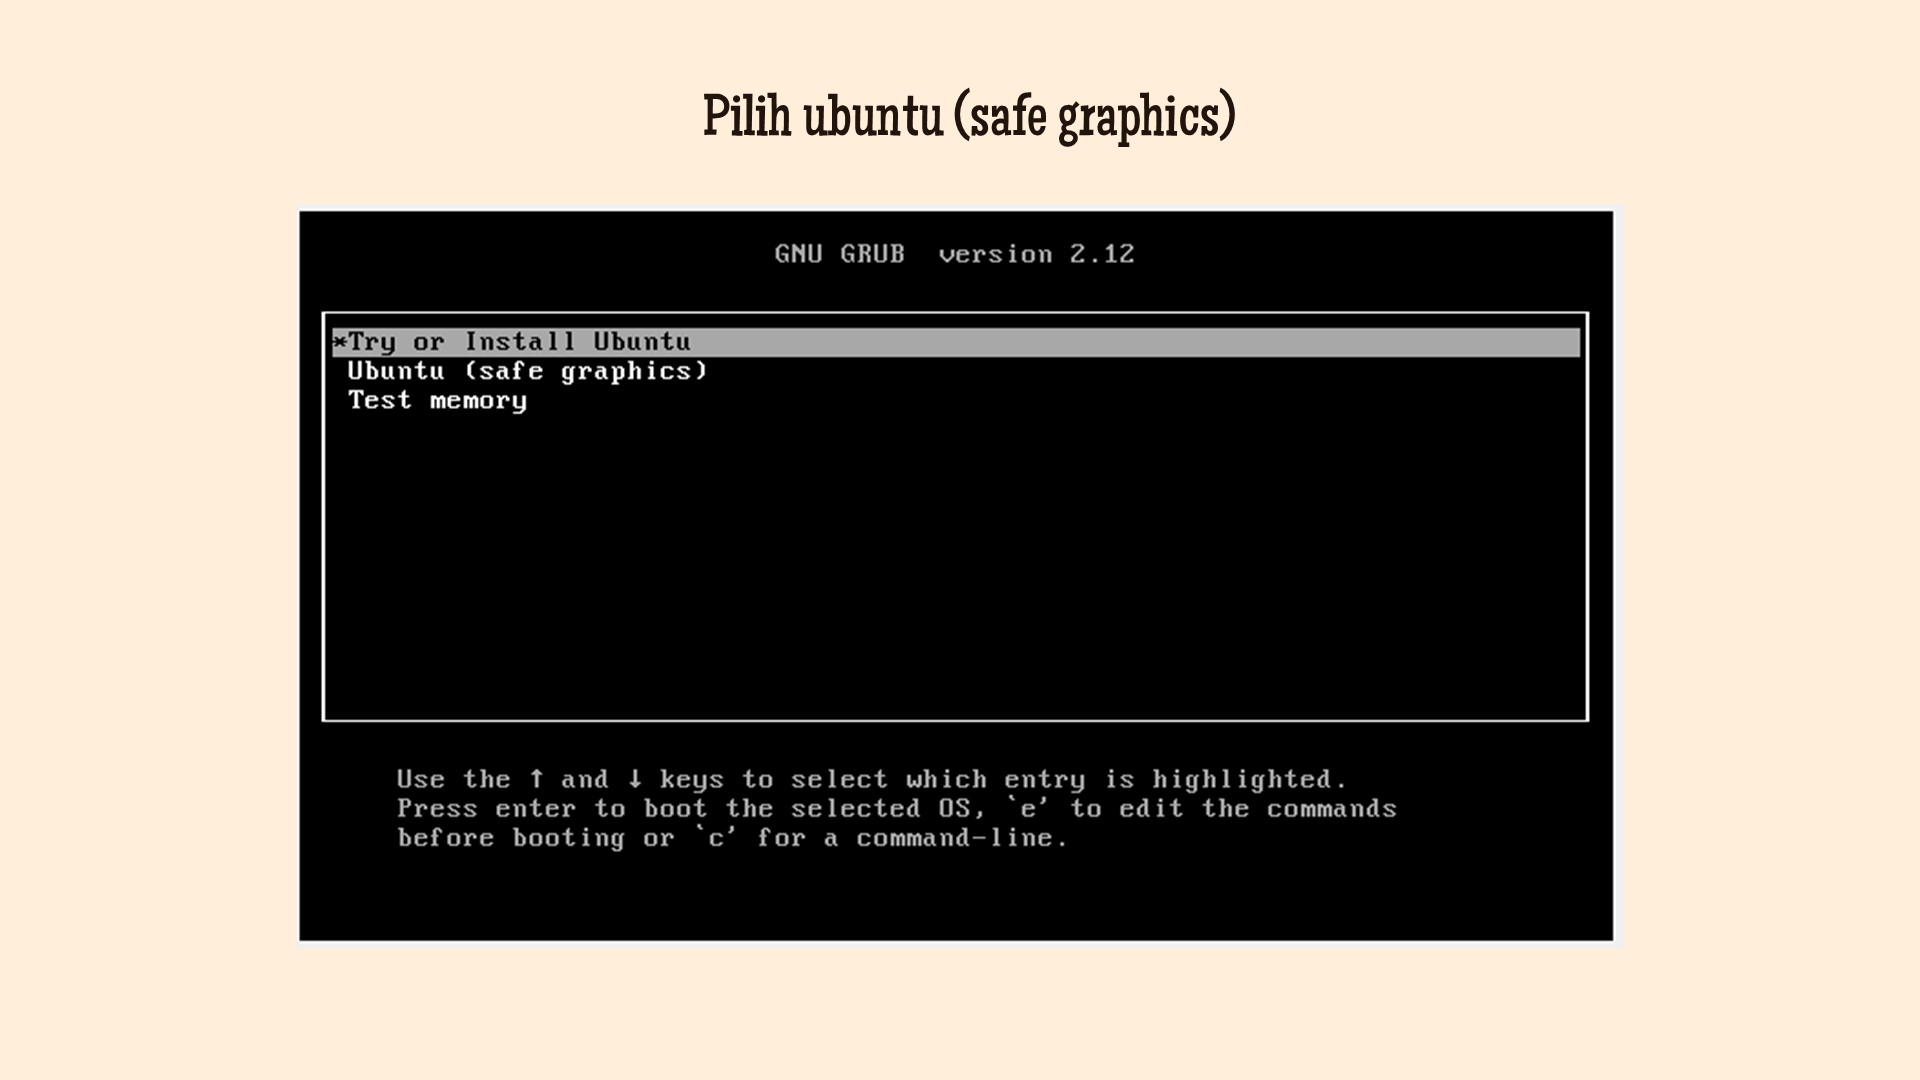 Pilih ubuntu (safe graphics)
GNU GRUB  version 2.12
*Try or Install Ubuntu
Ubuntu (safe graphics)
Test memory
Use the ↑ and ↓ keys to select which entry is highlighted.
Press enter to boot the selected OS, `e' to edit the commands
before booting or `c' for a command-line.